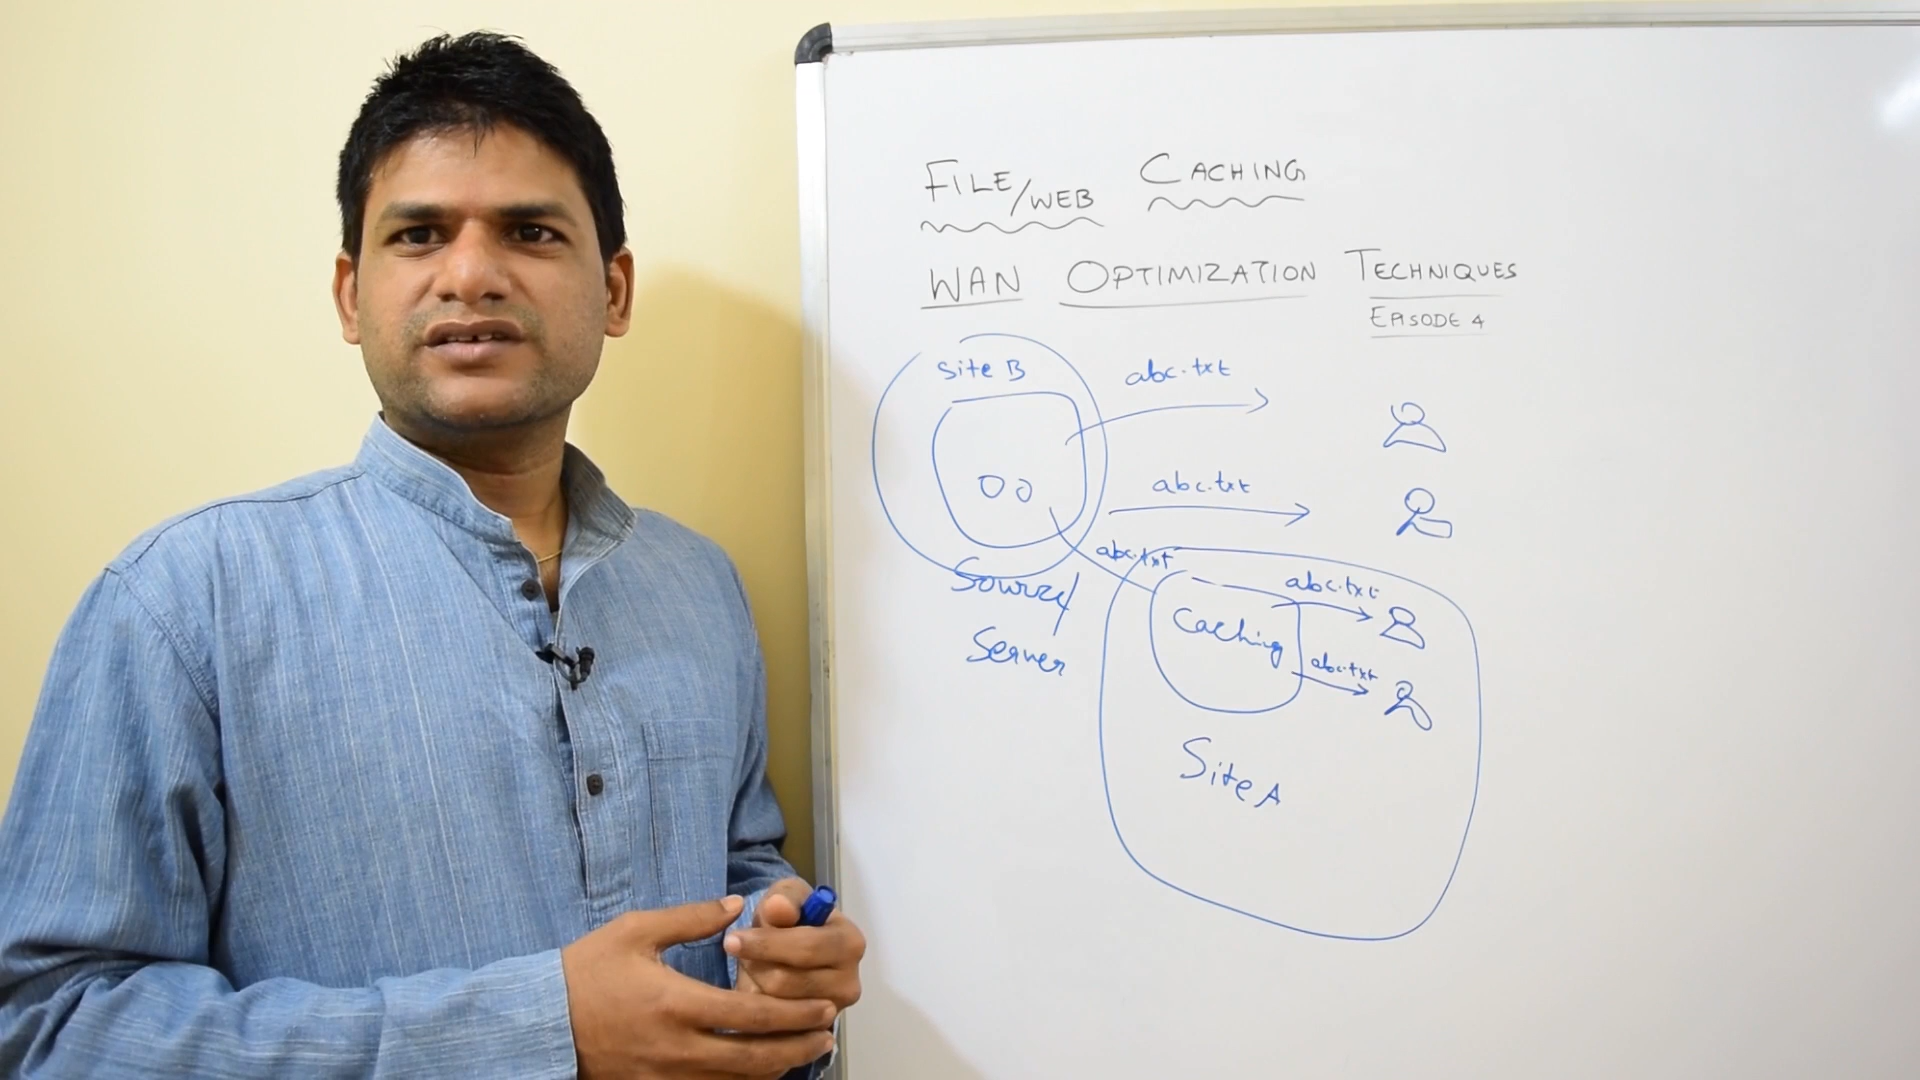 FILE/WEB CACHING
WAN OPTIMIZATION TECHNIQUES
EPISODE 4
Site B
abc.txt
abc.txt
abc.txt
Source/
Server
Caching
abc.txt
abc.txt
Site A